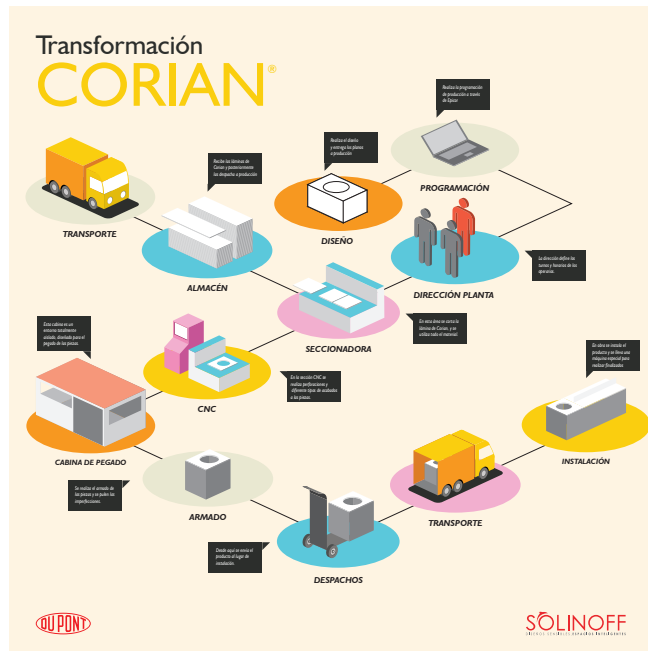 Transformación
CORIAN®
Realiza la programación
de producción a través
de Epicor
Realiza el diseño
y entrega los planos
a producción
Recibe las láminas de
Corian y posteriormente
las despacha a producción
PROGRAMACIÓN
TRANSPORTE
DISEÑO
ALMACÉN
DIRECCIÓN PLANTA
La dirección define los
turnos y horarios de los
operarios.
SECCIONADORA
En esta área se corta la
lámina de Corian, y se
utiliza todo el material.
Esta cabina es un
entorno totalmente
aislado, diseñado para el
pegado de las piezas.
En obra se instala el
producto y se lleva una
máquina especial para
realizar finalizados
En la sección CNC se
realiza perforaciones y
diferente tipos de acabados
a las piezas.
CNC
CABINA DE PEGADO
INSTALACIÓN
Se realiza el armado de
las piezas y se pulen las
imperfecciones.
ARMADO
TRANSPORTE
Desde aquí se envía el
producto al lugar de
instalación.
DESPACHOS
DU PONT
SOLINOFF